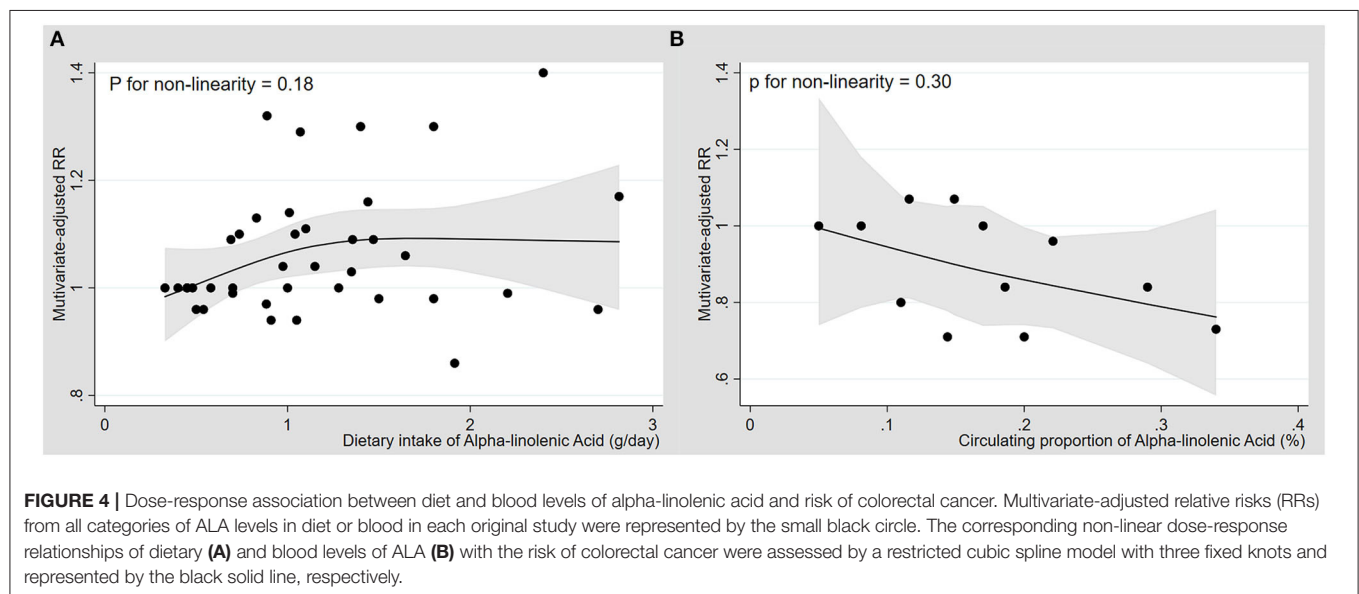 A
P for non-linearity = 0.18
Mutivariate-adjusted RR
1.4
1.2
1
.8
0 1 2 3
Dietary intake of Alpha-linolenic Acid (g/day)
B
p for non-linearity = 0.30
Mutivariate-adjusted RR
1.4
1.2
1
.8
.6
0 .1 .2 .3 .4
Circulating proportion of Alpha-linolenic Acid (%)
FIGURE 4 | Dose-response association between diet and blood levels of alpha-linolenic acid and risk of colorectal cancer. Multivariate-adjusted relative risks (RRs)
from all categories of ALA levels in diet or blood in each original study were represented by the small black circle. The corresponding non-linear dose-response
relationships of dietary (A) and blood levels of ALA (B) with the risk of colorectal cancer were assessed by a restricted cubic spline model with three fixed knots and
represented by the black solid line, respectively.